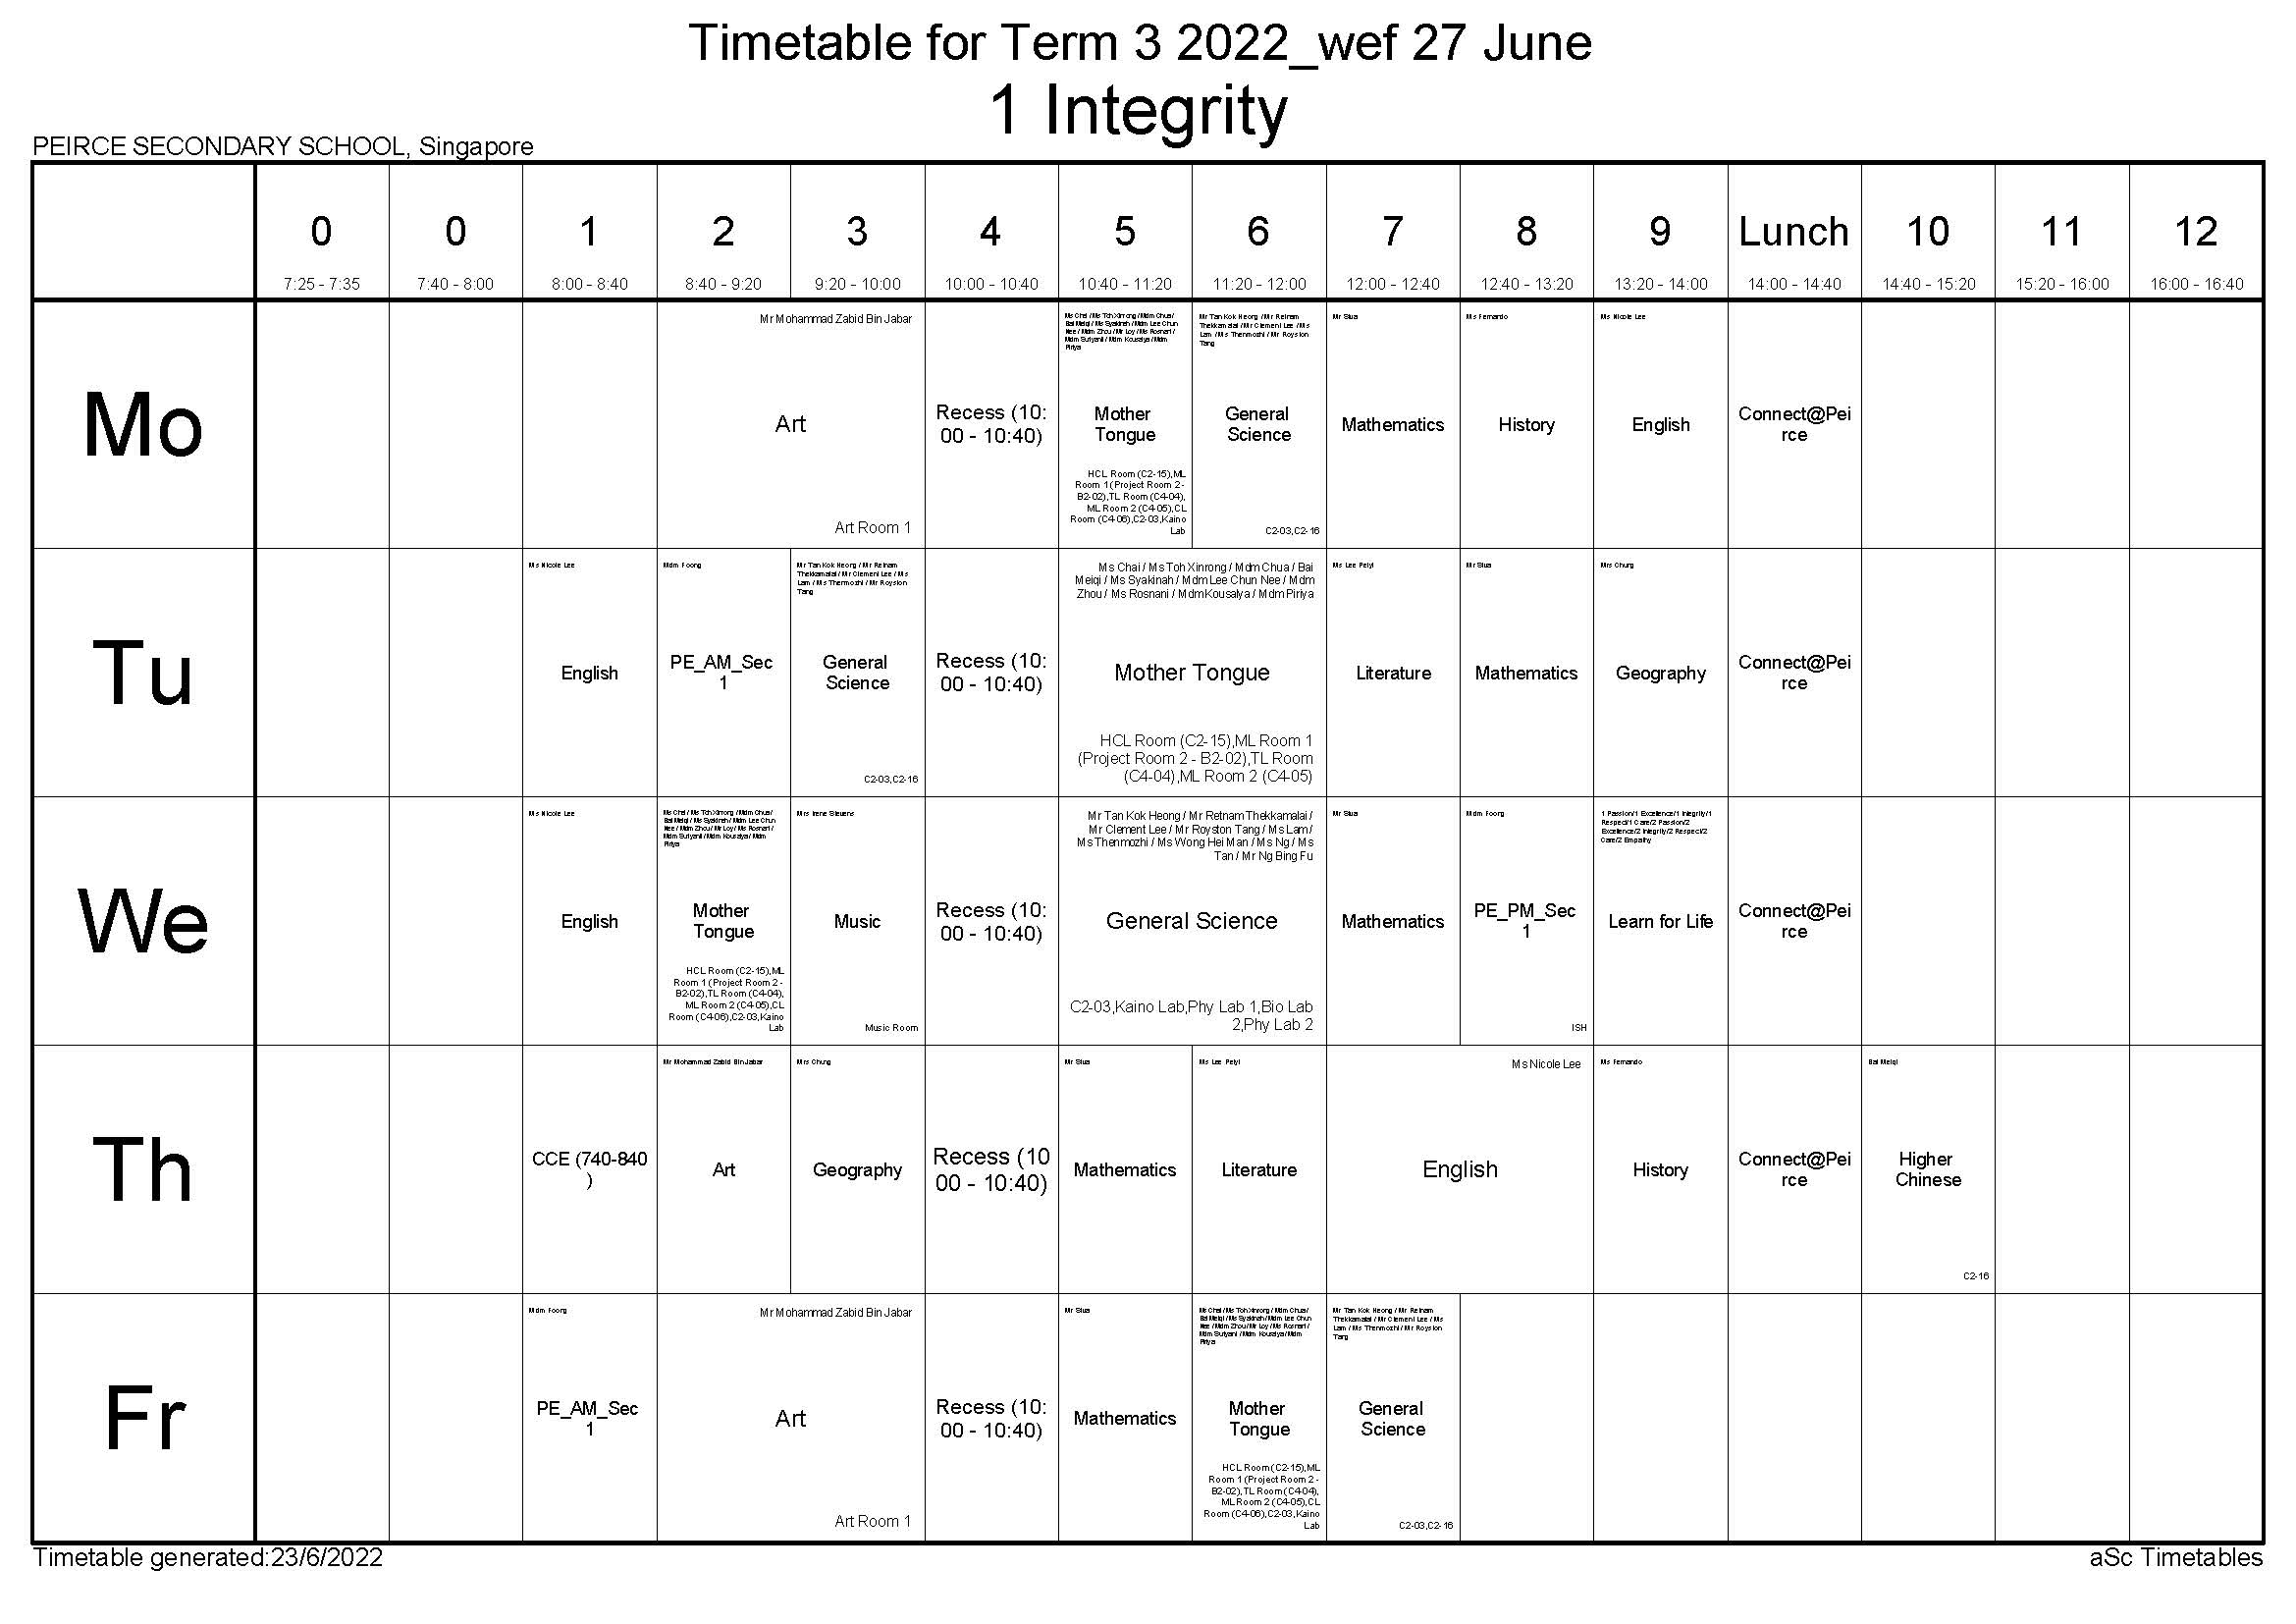 Timetable for Term 3 2022_wef 27 June
1 Integrity
PEIRCE SECONDARY SCHOOL, Singapore
0
0
1
2
3
4
5
6
7
8
9
Lunch
10
11
12
7:25 - 7:35
7:40 - 8:00
8:00 - 8:40
8:40 - 9:20
9:20 - 10:00
10:00 - 10:40
10:40 - 11:20
11:20 - 12:00
12:00 - 12:40
12:40 - 13:20
13:20 - 14:00
14:00 - 14:40
14:40 - 15:20
15:20 - 16:00
16:00 - 16:40
Mo
Mr Mohammad Zabid Bin Jabar
Art
Art Room 1
Recess (10:
00 - 10:40)
Ms Chai / Ms Toh Xinrong / Mdm Chua /
Bai Meiqi / Ms Syakinah / Mdm Lee Chun
Nee / Mdm Zhou / Mr Loy / Ms Rosnani /
Mdm Suriyanii / Mdm Kousalya / Mdm
Piriya
Mother
Tongue
HCL Room (C2-15),ML
Room 1 (Project Room 2 -
B2-02),TL Room (C4-04),
ML Room 2 (C4-05),CL
Room (C4-06),C2-03,Kaino
Lab
Mr Tan Kok Heong / Mr Retnam
Thekkamalai / Mr Clement Lee / Ms
Lam / Ms Thenmozhi / Mr Royston
Tang
General
Science
C2-03,C2-16
Mr Siua
Mathematics
Ms Fernando
History
Ms Nicole Lee
English
Connect@Pei
rce
Tu
Ms Nicole Lee
English
Mdm Foong
PE_AM_Sec
1
Mr Tan Kok Heong / Mr Retnam
Thekkamalai / Mr Clement Lee / Ms
Lam / Ms Thenmozhi / Mr Royston
Tang
General
Science
C2-03,C2-16
Recess (10:
00 - 10:40)
Ms Chai / Ms Toh Xinrong / Mdm Chua / Bai
Meiqi / Ms Syakinah / Mdm Lee Chun Nee / Mdm
Zhou / Ms Rosnani / Mdm Kousalya / Mdm Piriya
Mother Tongue
HCL Room (C2-15),ML Room 1
(Project Room 2 - B2-02),TL Room
(C4-04),ML Room 2 (C4-05)
Ms Lee Peiyi
Literature
Mr Siua
Mathematics
Mrs Chung
Geography
Connect@Pei
rce
We
Ms Nicole Lee
English
Ms Chai / Ms Toh Xinrong / Mdm Chua /
Bai Meiqi / Ms Syakinah / Mdm Lee Chun
Nee / Mdm Zhou / Mr Loy / Ms Rosnani /
Mdm Suriyanii / Mdm Kousalya / Mdm
Piriya
Mother
Tongue
HCL Room (C2-15),ML
Room 1 (Project Room 2 -
B2-02),TL Room (C4-04),
ML Room 2 (C4-05),CL
Room (C4-06),C2-03,Kaino
Lab
Mrs Irene Stevens
Music
Music Room
Recess (10:
00 - 10:40)
Mr Tan Kok Heong / Mr Retnam Thekkamalai /
Mr Clement Lee / Mr Royston Tang / Ms Lam /
Ms Thenmozhi / Ms Wong Hei Man / Ms Ng / Ms
Tan / Mr Ng Bing Fu
General Science
C2-03,Kaino Lab,Phy Lab 1,Bio Lab
2,Phy Lab 2
Mr Siua
Mathematics
Mdm Foong
PE_PM_Sec
1
ISH
1 Passion/1 Excellence/1 Integrity/1
Respect/1 Care/2 Passion/2
Excellence/2 Integrity/2 Respect/2
Care/2 Empathy
Learn for Life
Connect@Pei
rce
Th
CCE (740-840
)
Mr Mohammad Zabid Bin Jabar
Art
Mrs Chung
Geography
Recess (10
00 - 10:40)
Mr Siua
Mathematics
Ms Lee Peiyi
Literature
Ms Nicole Lee
English
Ms Fernando
History
Connect@Pei
rce
Bai Meiqi
Higher
Chinese
C2-16
Fr
Mdm Foong
PE_AM_Sec
1
Mr Mohammad Zabid Bin Jabar
Art
Art Room 1
Recess (10:
00 - 10:40)
Mr Siua
Mathematics
Ms Chai / Ms Toh Xinrong / Mdm Chua /
Bai Meiqi / Ms Syakinah / Mdm Lee Chun
Nee / Mdm Zhou / Mr Loy / Ms Rosnani /
Mdm Suriyanii / Mdm Kousalya / Mdm
Piriya
Mother
Tongue
HCL Room (C2-15),ML
Room 1 (Project Room 2 -
B2-02),TL Room (C4-04),
ML Room 2 (C4-05),CL
Room (C4-06),C2-03,Kaino
Lab
Mr Tan Kok Heong / Mr Retnam
Thekkamalai / Mr Clement Lee / Ms
Lam / Ms Thenmozhi / Mr Royston
Tang
General
Science
C2-03,C2-16
Timetable generated:23/6/2022
aSc Timetables